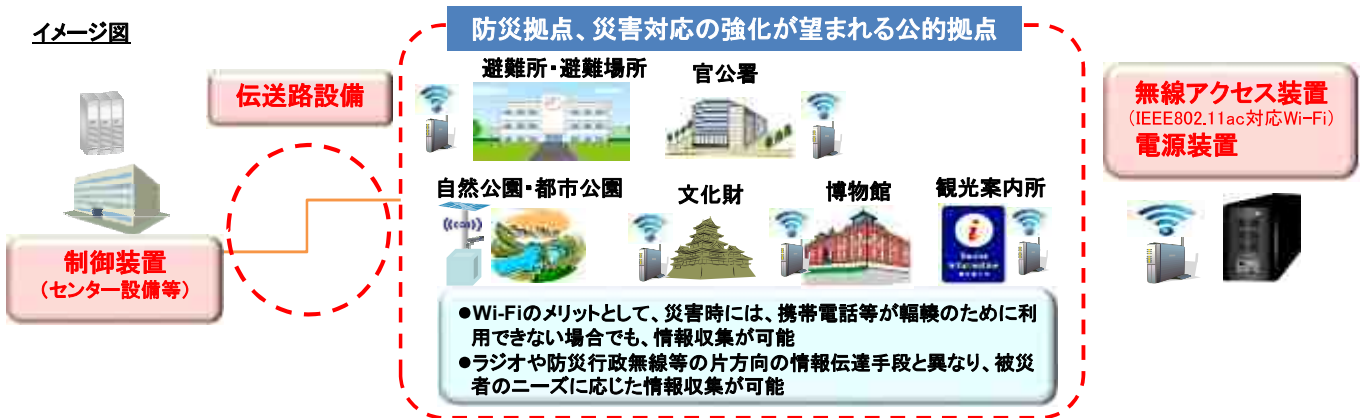 イメージ図
防災拠点、災害対応の強化が望まれる公的拠点
伝送路設備
避難所・避難場所
官公署
無線アクセス装置
（IEEE802.11ac対応Wi-Fi）
電源装置
自然公園・都市公園
文化財
博物館
観光案内所
i
制御装置
（センター設備等）
●Wi-Fiのメリットとして、災害時には、携帯電話等が輻輳のために利
用できない場合でも、情報収集が可能
●ラジオや防災行政無線等の片方向の情報伝達手段と異なり、被災
者のニーズに応じた情報収集が可能